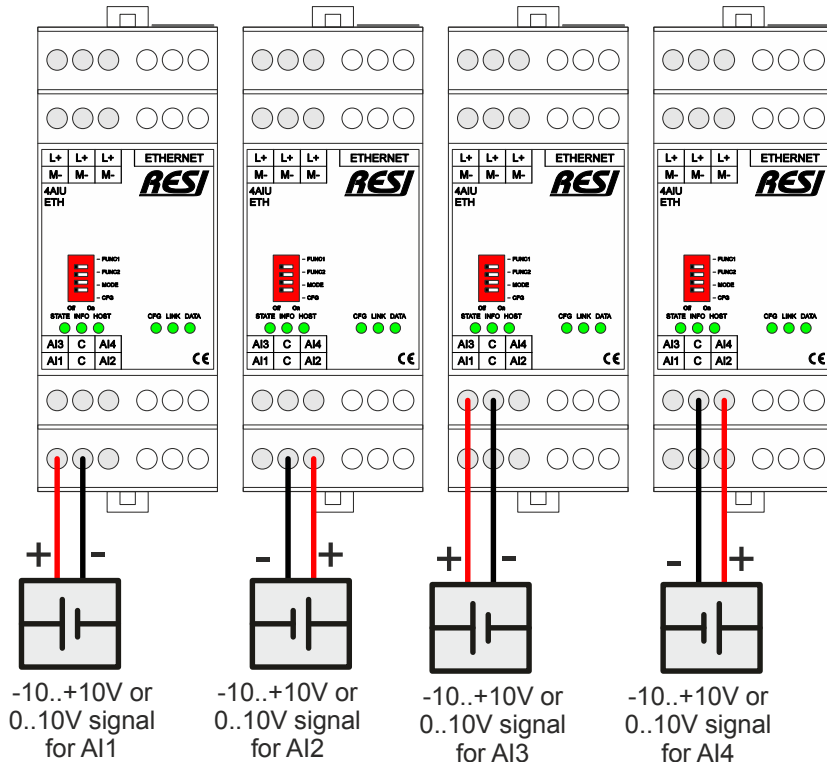 L+ L+ L+ ETHERNET
M- M- M- RESI
4AIU
ETH
FUNC1
FUNC2
MODE
CFG
Off On
STATE INFO HOST CFG LINK DATA
AI3 C AI4
AI1 C AI2 CE
+ -
-10..+10V or
0..10V signal
for AI1
L+ L+ L+ ETHERNET
M- M- M- RESI
4AIU
ETH
FUNC1
FUNC2
MODE
CFG
Off On
STATE INFO HOST CFG LINK DATA
AI3 C AI4
AI1 C AI2 CE
- +
-10..+10V or
0..10V signal
for AI2
L+ L+ L+ ETHERNET
M- M- M- RESI
4AIU
ETH
FUNC1
FUNC2
MODE
CFG
Off On
STATE INFO HOST CFG LINK DATA
AI3 C AI4
AI1 C AI2 CE
+ -
-10..+10V or
0..10V signal
for AI3
L+ L+ L+ ETHERNET
M- M- M- RESI
4AIU
ETH
FUNC1
FUNC2
MODE
CFG
Off On
STATE INFO HOST CFG LINK DATA
AI3 C AI4
AI1 C AI2 CE
- +
-10..+10V or
0..10V signal
for AI4